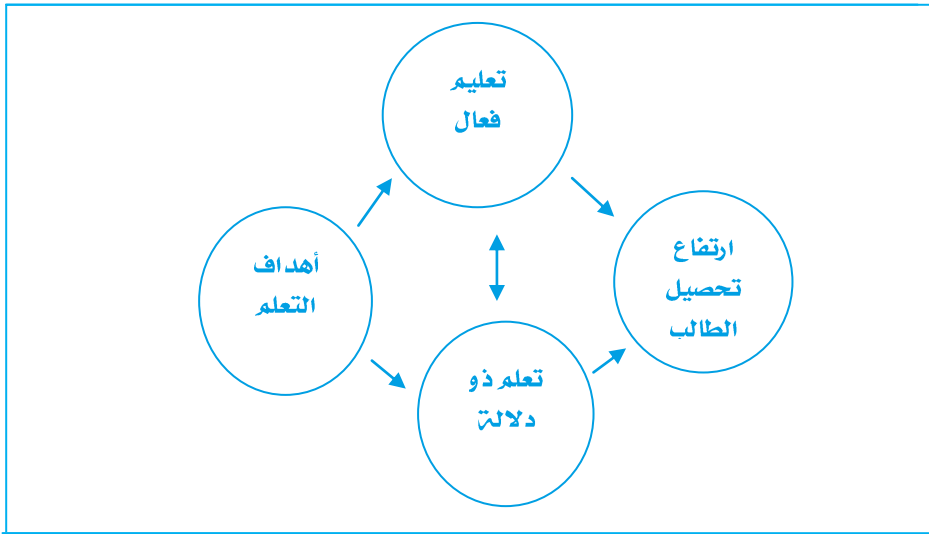 تعليم
فعال
ارتفاع
تحصيل
الطالب
أهداف
التعلم
تعلم ذو
دلالة